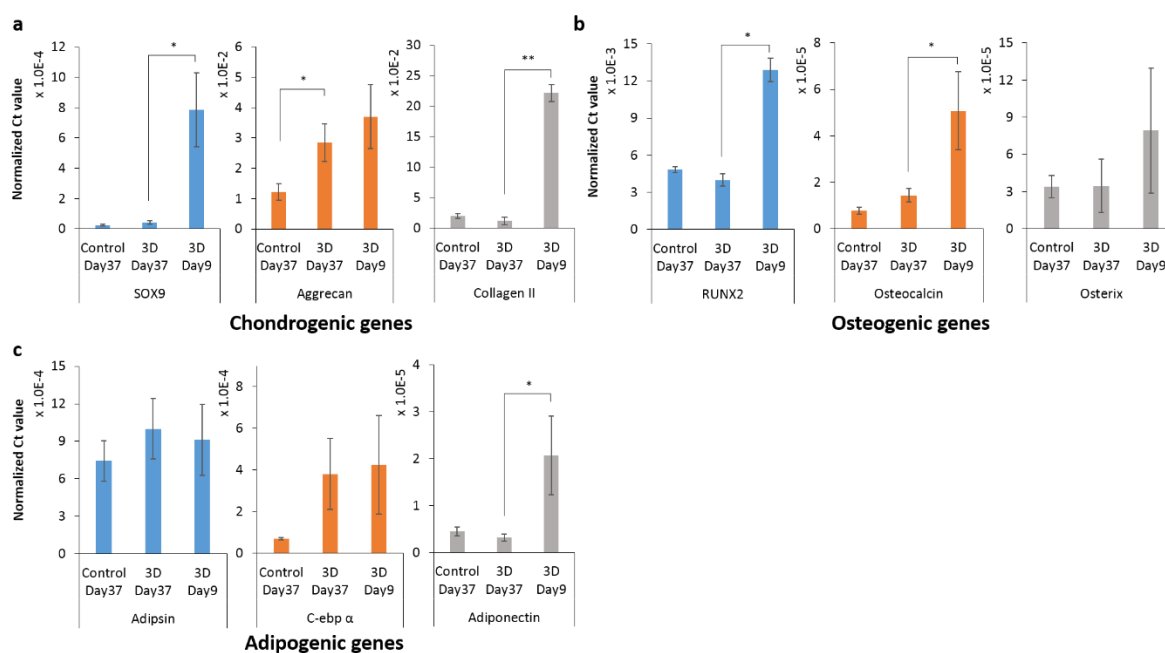 a
Normalized Ct value
x 1.0E-4
12
10
8
6
4
2
0
*
Control Day37
3D Day37
3D Day9
SOX9
x 1.0E-2
6
5
4
3
2
1
0
*
Control Day37
3D Day37
3D Day9
Aggrecan
x 1.0E-2
30
25
20
15
10
5
0
**
Control Day37
3D Day37
3D Day9
Collagen II
Chondrogenic genes
b
Normalized Ct value
x 1.0E-3
15
12
9
6
3
0
*
Control Day37
3D Day37
3D Day9
RUNX2
x 1.0E-5
8
6
4
2
0
*
Control Day37
3D Day37
3D Day9
Osteocalcin
x 1.0E-5
15
12
9
6
3
0
Control Day37
3D Day37
3D Day9
Osterix
Osteogenic genes
c
Normalized Ct value
x 1.0E-4
15
12
9
6
3
0
Control Day37
3D Day37
3D Day9
Adipsin
x 1.0E-4
8
6
4
2
0
Control Day37
3D Day37
3D Day9
C-ebp α
x 1.0E-5
4
3
2
1
0
*
Control Day37
3D Day37
3D Day9
Adiponectin
Adipogenic genes